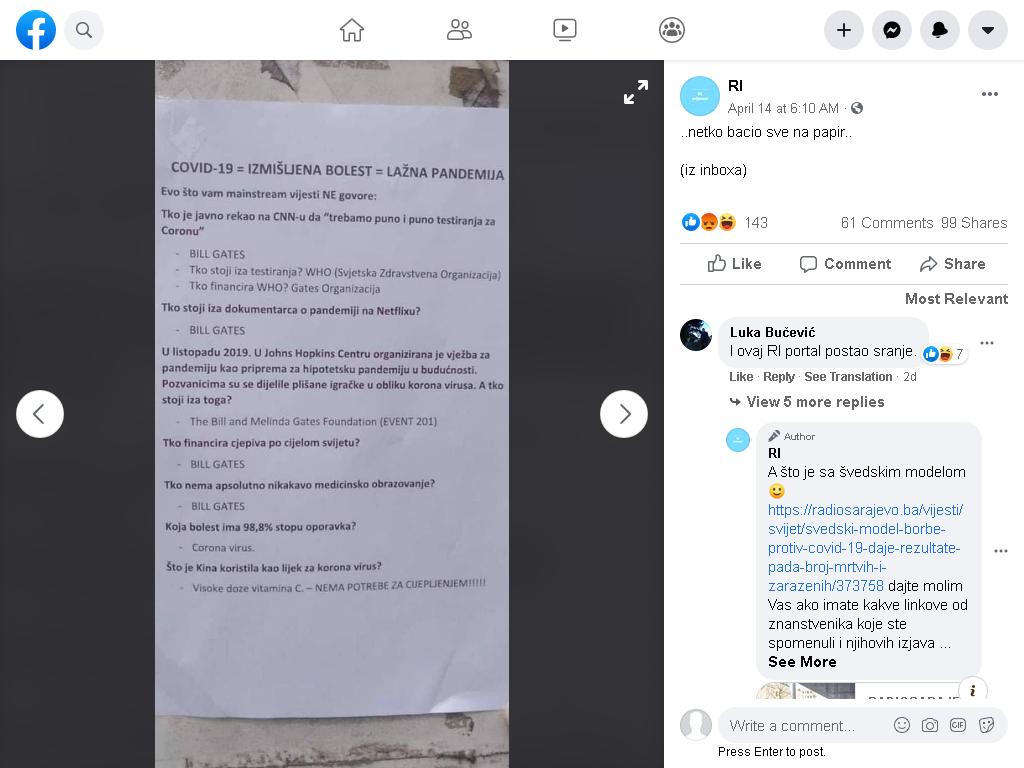 COVID-19 = IZMIŠLJENA BOLEST = LAŽNA PANDEMIJA
Evo što vam mainstream vijesti NE govore:
Tko je javno rekao na CNN-u da “trebamo puno i puno testiranja za
Coronu”
- BILL GATES
- Tko stoji iza testiranja? WHO (Svjetska Zdravstvena Organizacija)
- Tko financira WHO? Gates Organizacija
Tko stoji iza dokumentarca o pandemiji na Netflixu?
- BILL GATES
U listopadu 2019. U Johns Hopkins Centru organizirana je vježba za
pandemiju kao priprema za hipotetsku pandemiju u budućnosti.
Pozvanicima su se dijelile plišane igračke u obliku korona virusa. A tko
stoji iza toga?
- The Bill and Melinda Gates Foundation (EVENT 201)
Tko financira cjepiva po cijelom svijetu?
- BILL GATES
Tko nema apsolutno nikakavo medicinsko obrazovanje?
- BILL GATES
Koja bolest ima 98,8% stopu oporavka?
- Corona virus.
Što je Kina koristila kao lijek za korona virus?
- Visoke doze vitamina C. – NEMA POTREBE ZA CIJEPLJENJEM!!!!!
RI
April 14 at 6:10 AM ·
..netko bacio sve na papir..
(iz inboxa)
143 61 Comments 99 Shares
Like Comment Share
Most Relevant
Luka Bučević
I ovaj RI portal postao sranje.
7
Like · Reply · See Translation · 2d
View 5 more replies
Author
RI
A što je sa švedskim modelom
https://radiosarajevo.ba/vijesti/
svijet/svedski-model-borbe-
protiv-covid-19-daje-rezultate-
pada-broj-mrtvih-i-
zarazenih/373758 dajte molim
Vas ako imate kakve linkove od
znanstvenika koje ste
spomenuli i njihovih izjava ...
See More
Write a comment...
GIF
Press Enter to post.